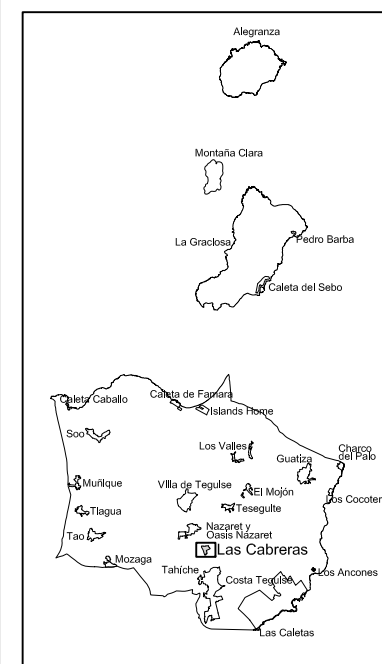 Alegranza
Montaña Clara
La Graciosa
Pedro Barba
Caleta del Sebo
Caleta Caballo
Caleta de Famara
Islands Home
Soo
Los Valles
Guatiza
Charco
del Palo
Muñique
Villa de Teguise
El Mojón
Los Cocoter
Teseguite
Tiagua
Tao
Nazaret y
Oasis Nazaret
Las Cabreras
Mozaga
Tahíche
Costa Teguise
Los Ancones
Las Caletas